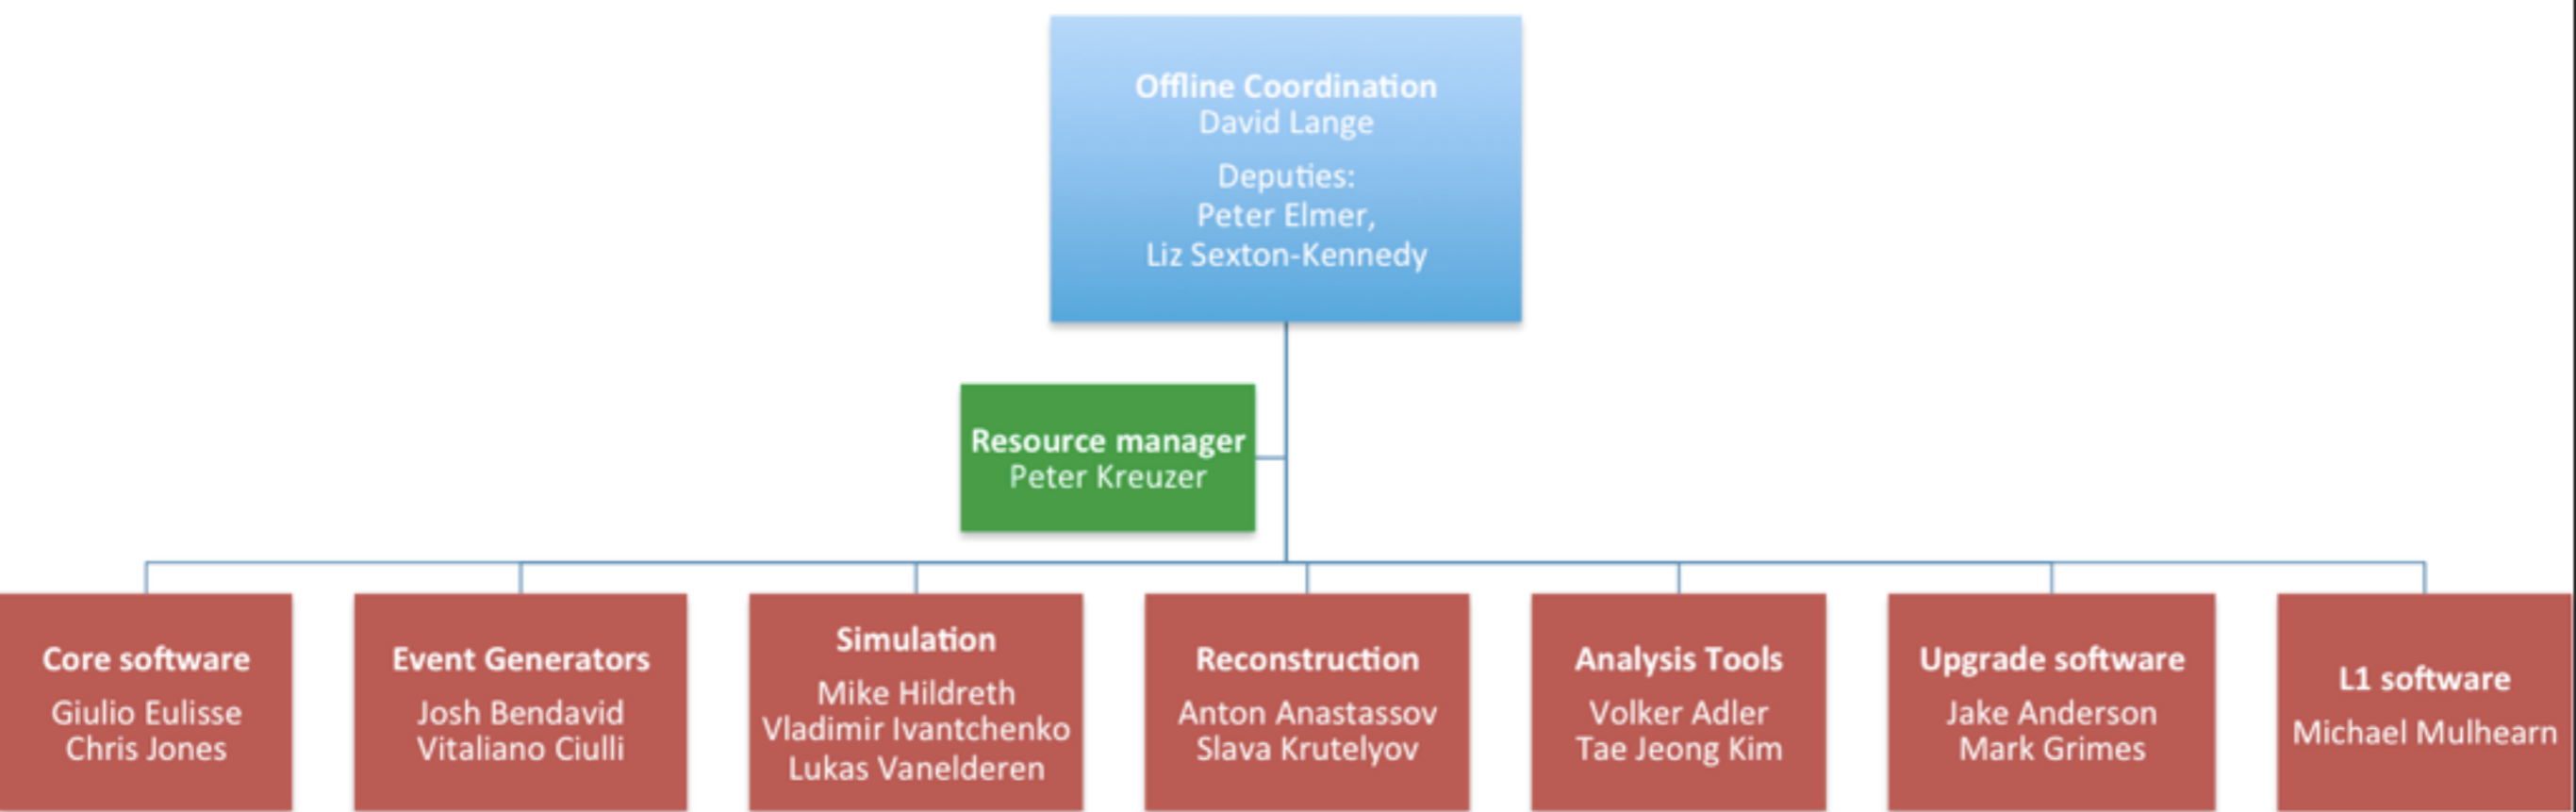 Offline Coordination
David Lange
Deputies:
Peter Elmer,
Liz Sexton-Kennedy
Resource manager
Peter Kreuzer
Core software
Giulio Eulisse
Chris Jones
Event Generators
Josh Bendavid
Vitaliano Ciulli
Simulation
Mike Hildreth
Vladimir Ivantchenko
Lukas Vanelderen
Reconstruction
Anton Anastassov
Slava Krutelyov
Analysis Tools
Volker Adler
Tae Jeong Kim
Upgrade software
Jake Anderson
Mark Grimes
L1 software
Michael Mulhearn